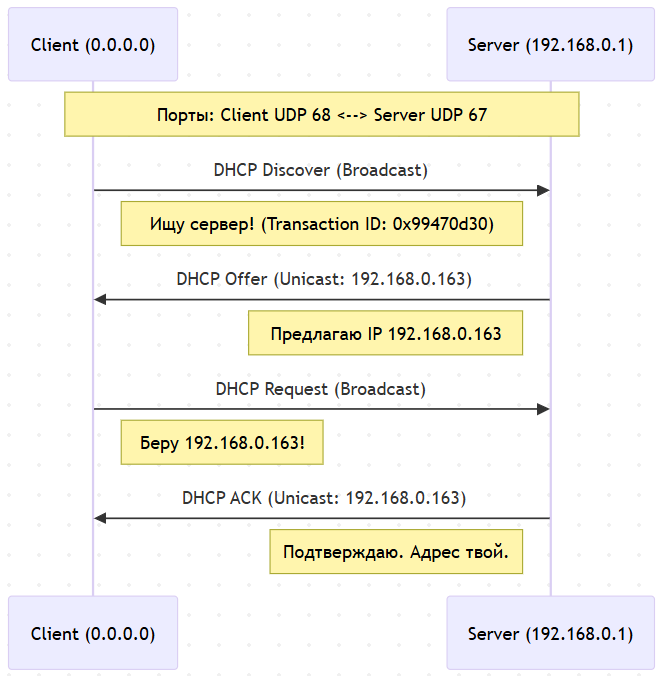 Client (0.0.0.0)
Server (192.168.0.1)
Порты: Client UDP 68 <--> Server UDP 67
DHCP Discover (Broadcast)
Ищу сервер! (Transaction ID: 0x99470d30)
DHCP Offer (Unicast: 192.168.0.163)
Предлагаю IP 192.168.0.163
DHCP Request (Broadcast)
Беру 192.168.0.163!
DHCP ACK (Unicast: 192.168.0.163)
Подтверждаю. Адрес твой.
Client (0.0.0.0)
Server (192.168.0.1)